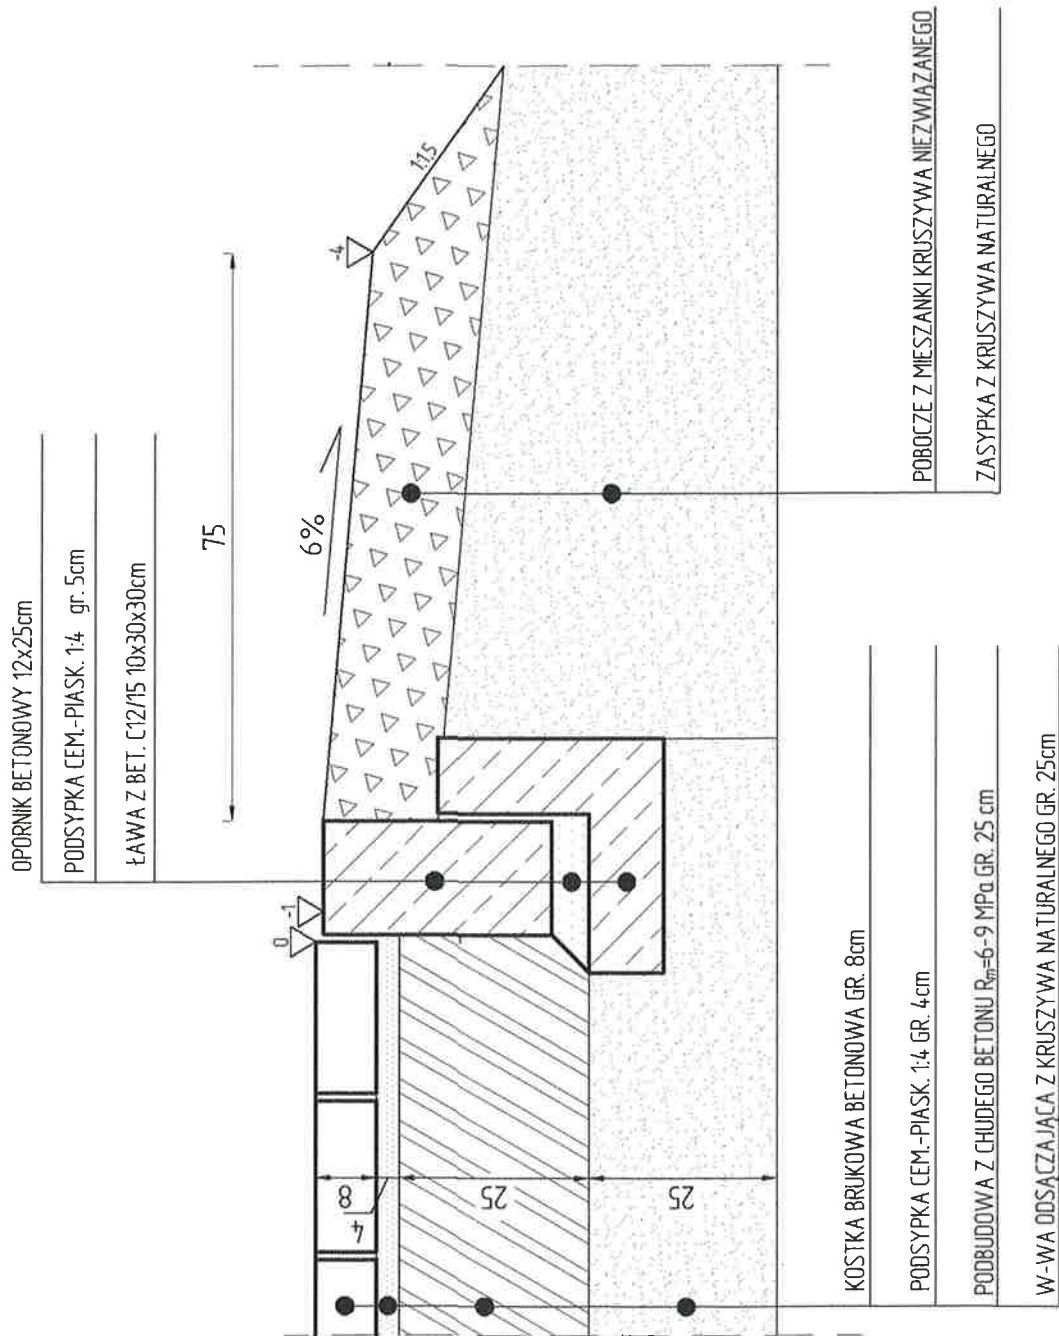 OPORNIK BETONOWY 12x25cm
PODSYPKA CEM.-PIASK. 1:4 gr. 5cm
ŁAWA Z BET. C12/15 10x30x30cm
75
6%
-4
1:1,5
0
-1
8
4
25
25
KOSTKA BRUKOWA BETONOWA GR. 8cm
PODSYPKA CEM.-PIASK. 1:4 GR. 4cm
PODBUDOWA Z CHUDEGO BETONU Rm=6-9 MPa GR. 25 cm
W-WA ODSĄCZAJĄCA Z KRUSZYWA NATURALNEGO GR. 25cm
POBOCZE Z MIESZANKI KRUSZYWA NIEZWIĄZANEGO
ZASYPKA Z KRUSZYWA NATURALNEGO